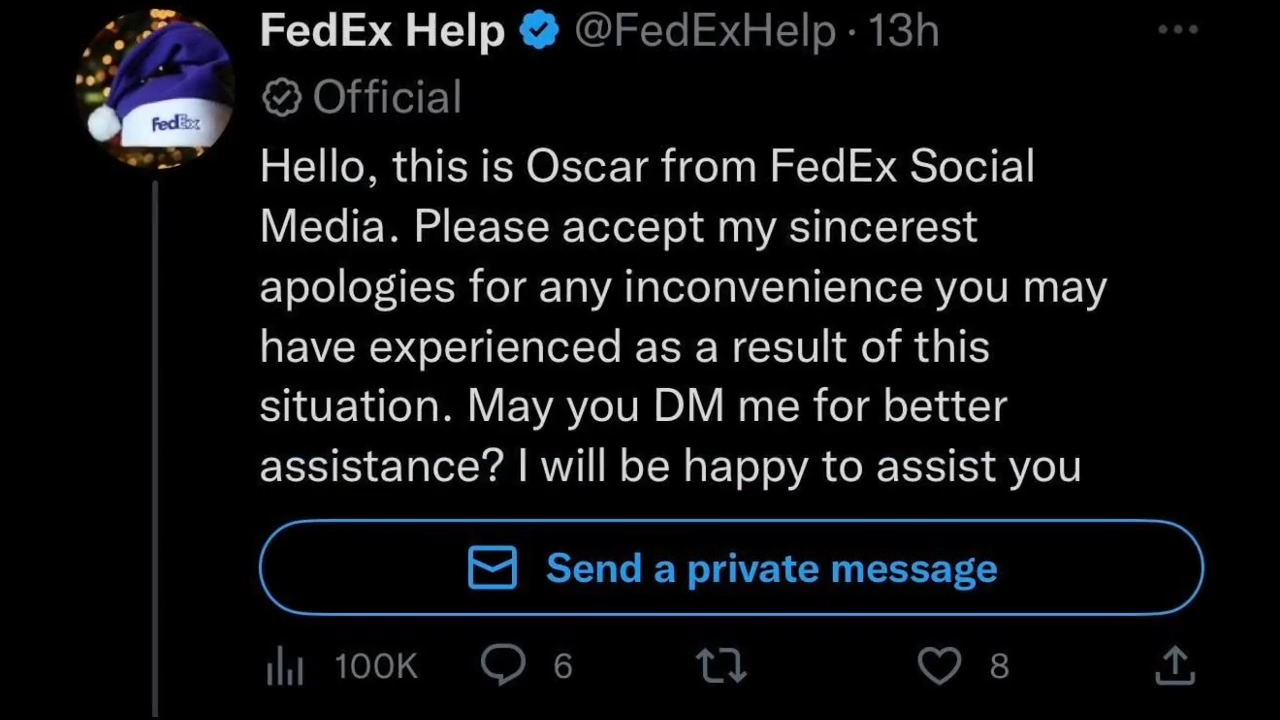 FedEx Help @FedExHelp · 13h
Official
FedEx
Hello, this is Oscar from FedEx Social
Media. Please accept my sincerest
apologies for any inconvenience you may
have experienced as a result of this
situation. May you DM me for better
assistance? I will be happy to assist you
Send a private message
100K 6 8